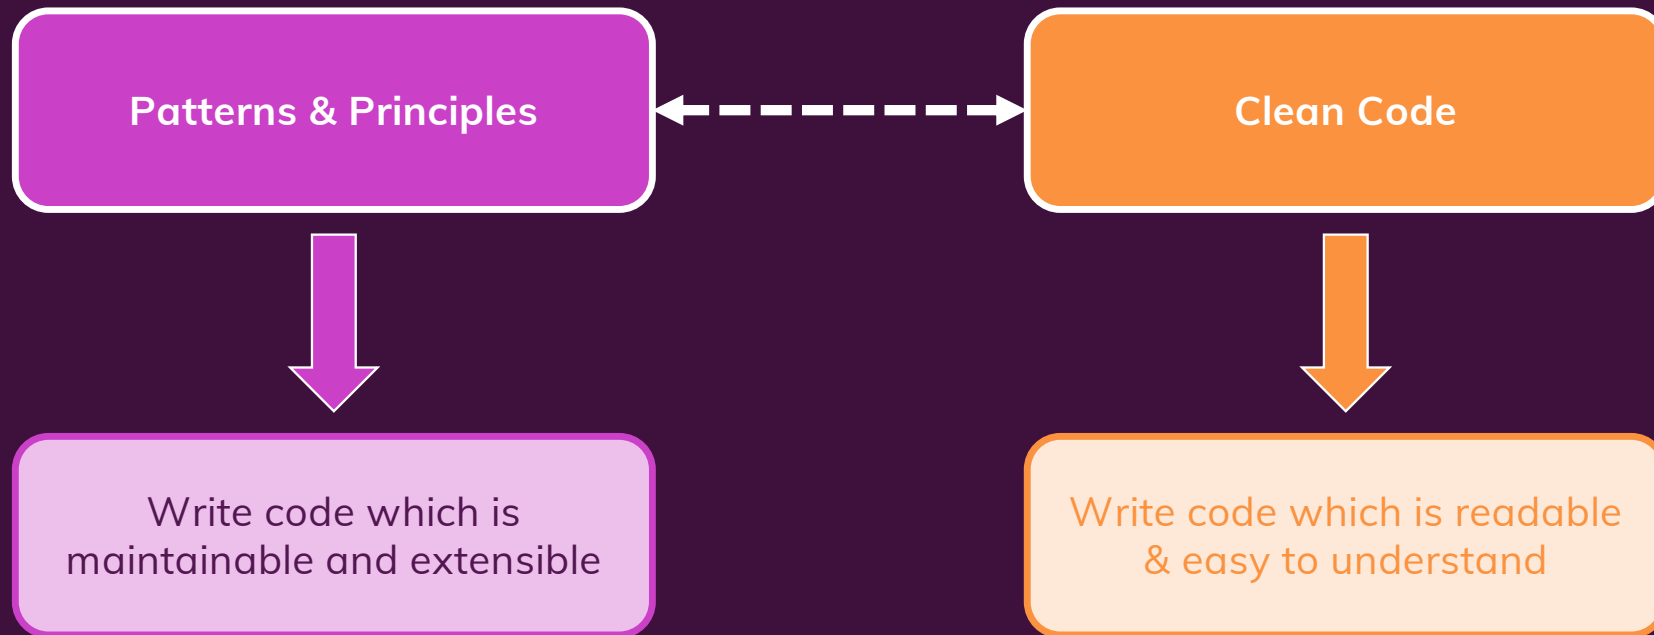 Patterns & Principles
Clean Code
Write code which is
maintainable and extensible
Write code which is readable
& easy to understand